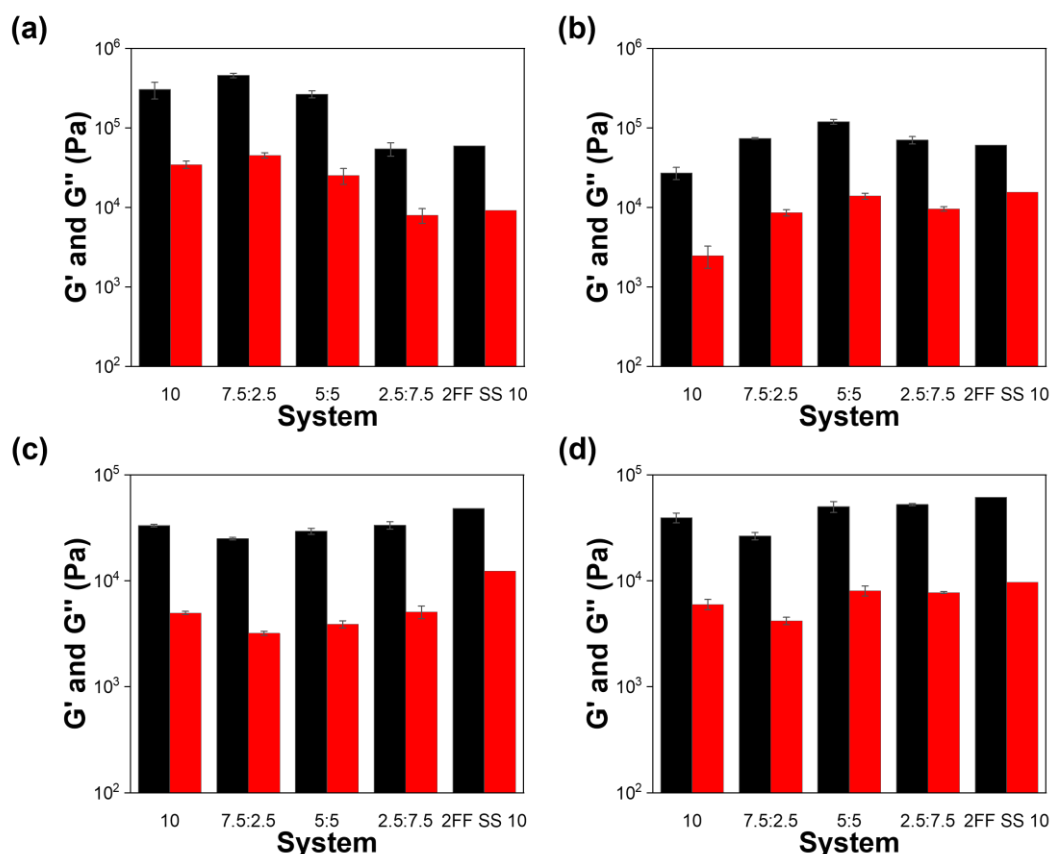 (a)
G' and G'' (Pa)
10⁶
10⁵
10⁴
10³
10²
10 7.5:2.5 5:5 2.5:7.5 2FF SS 10
System
(b)
G' and G'' (Pa)
10⁶
10⁵
10⁴
10³
10²
10 7.5:2.5 5:5 2.5:7.5 2FF SS 10
System
(c)
G' and G'' (Pa)
10⁵
10⁴
10³
10²
10 7.5:2.5 5:5 2.5:7.5 2FF SS 10
System
(d)
G' and G'' (Pa)
10⁵
10⁴
10³
10²
10 7.5:2.5 5:5 2.5:7.5 2FF SS 10
System